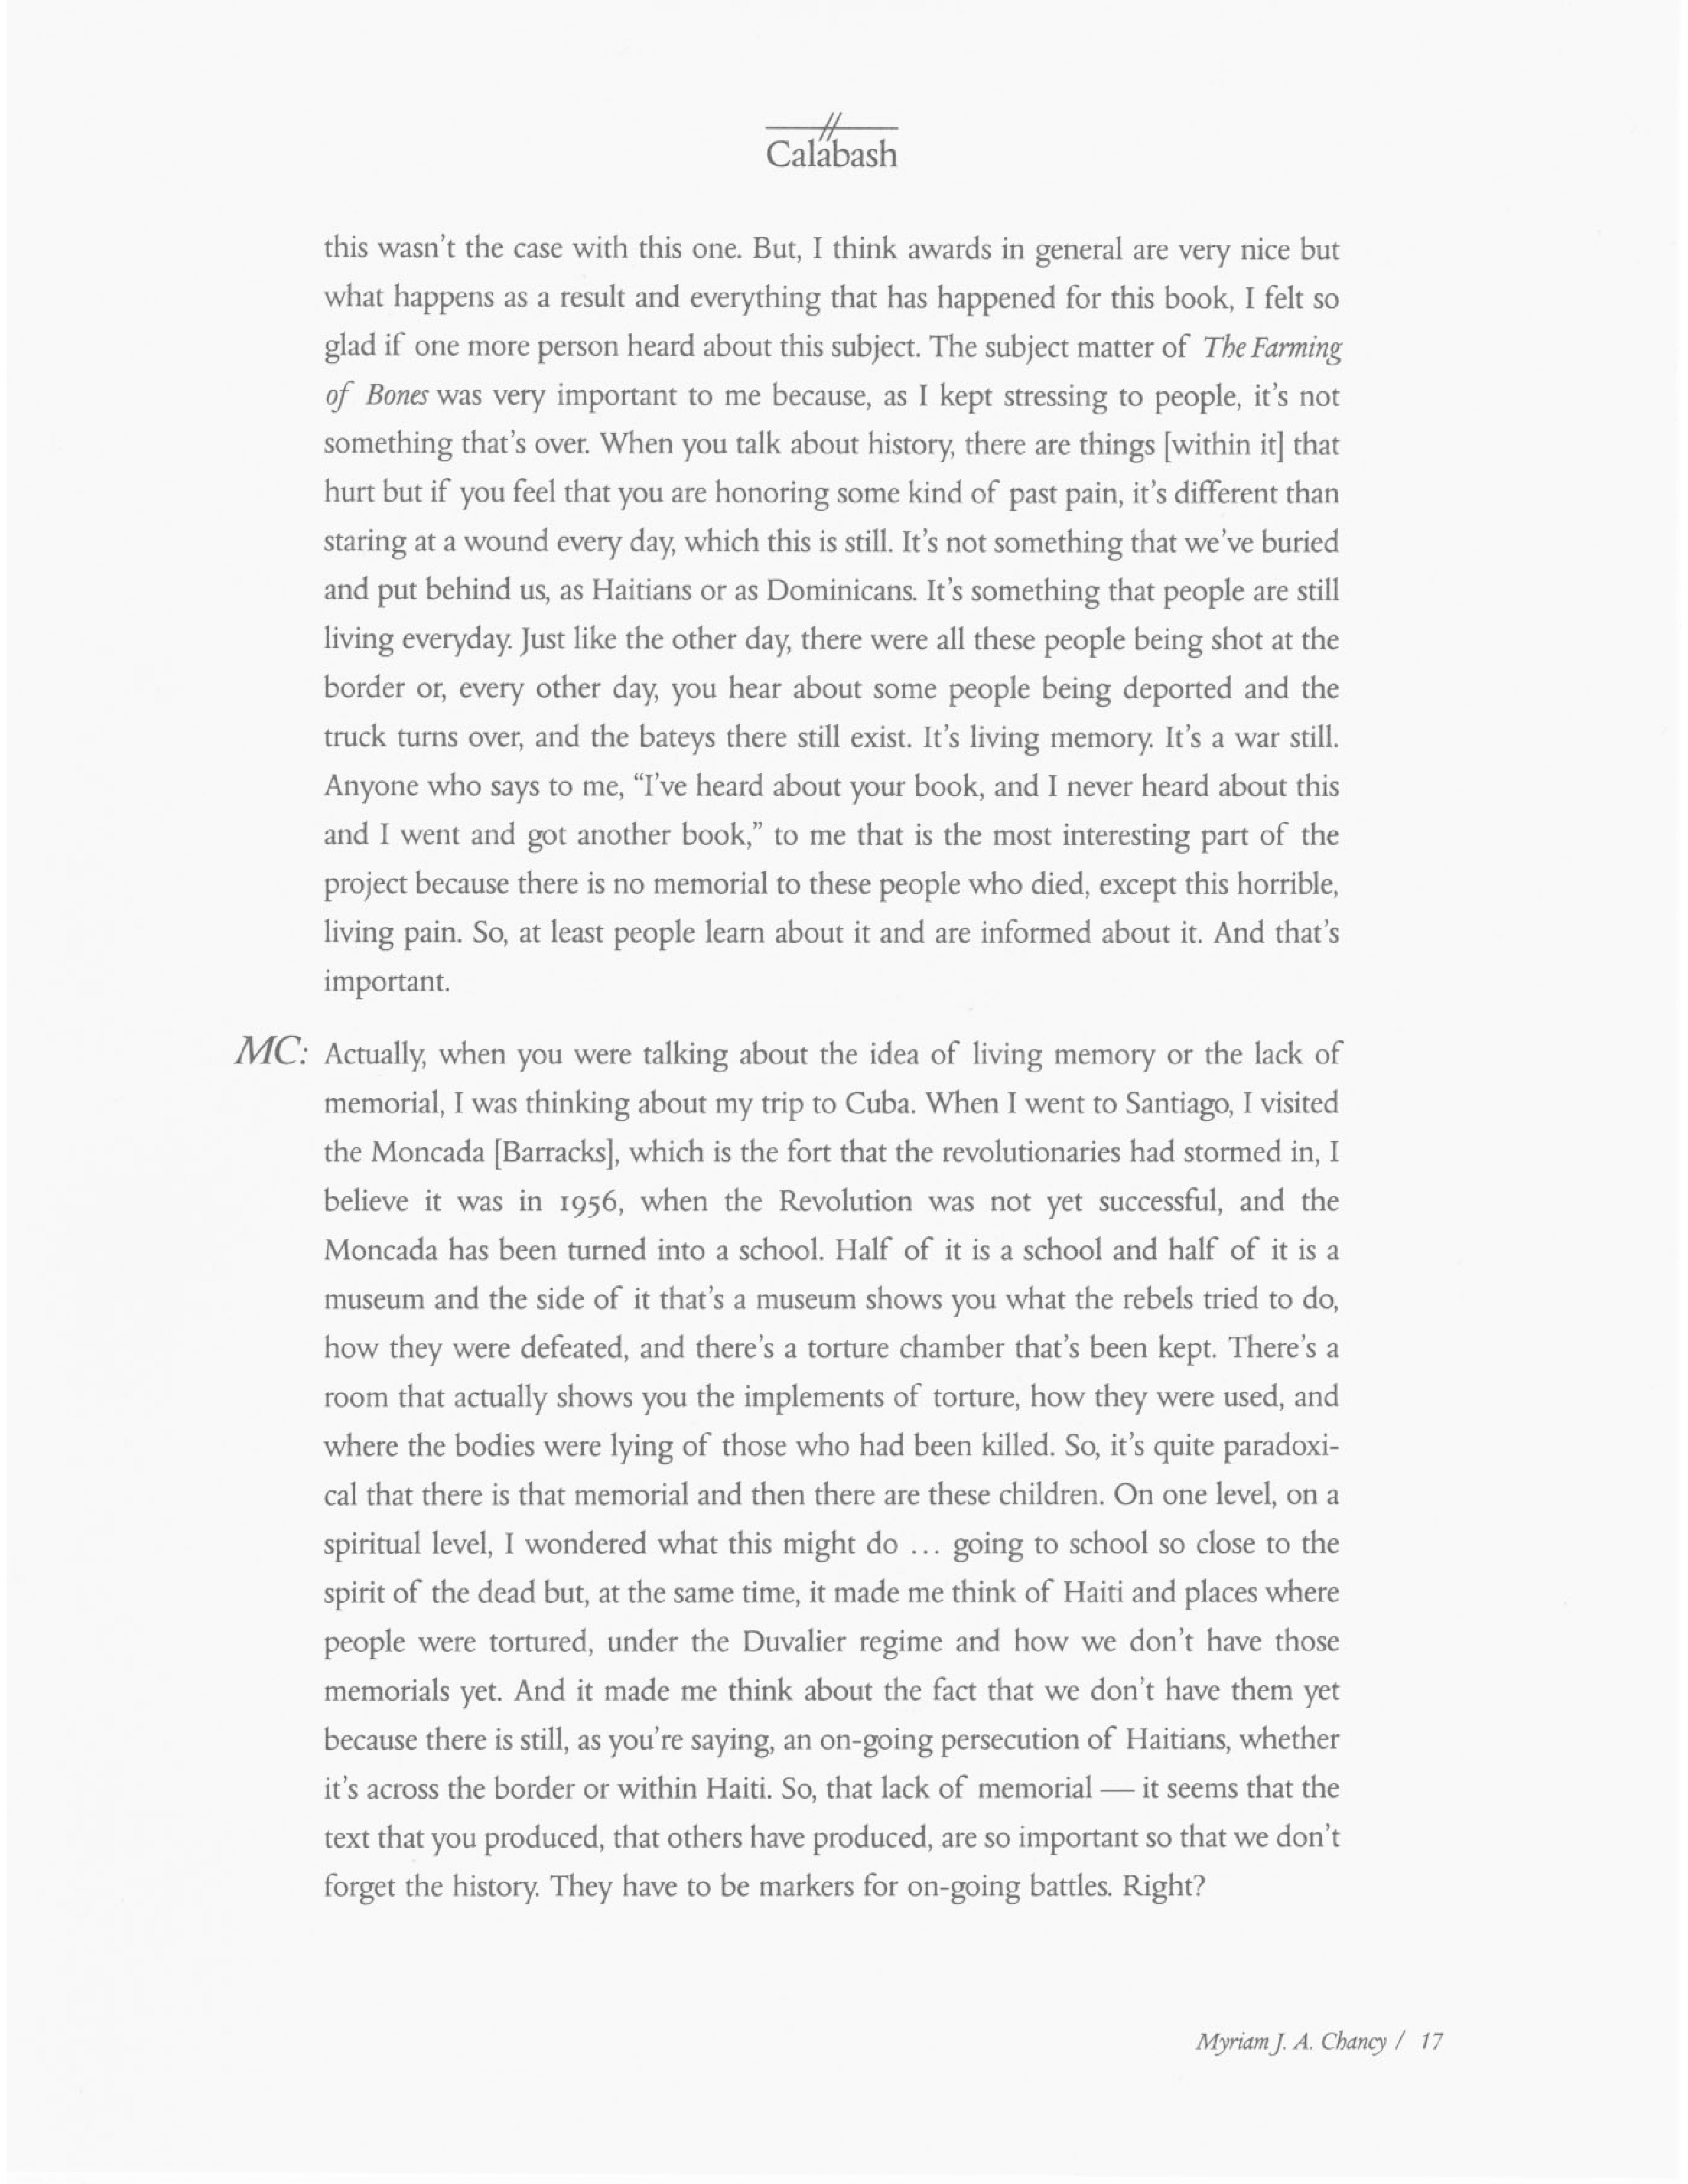 Calabash
this wasn't the case with this one. But, I think awards in general are very nice but
what happens as a result and everything that has happened for this book, I felt so
glad if one more person heard about this subject. The subject matter of The Farming
of Bones was very important to me because, as I kept stressing to people, it's not
something that's over. When you talk about history, there are things [within it] that
hurt but if you feel that you are honoring some kind of past pain, it's different than
staring at a wound every day, which this is still. It's not something that we've buried
and put behind us, as Haitians or as Dominicans. It's something that people are still
living everyday. Just like the other day, there were all these people being shot at the
border or, every other day, you hear about some people being deported and the
truck turns over, and the bateys there still exist. It's living memory. It's a war still.
Anyone who says to me, “I've heard about your book, and I never heard about this
and I went and got another book,” to me that is the most interesting part of the
project because there is no memorial to these people who died, except this horrible,
living pain. So, at least people learn about it and are informed about it. And that's
important.
MC: Actually, when you were talking about the idea of living memory or the lack of
memorial, I was thinking about my trip to Cuba. When I went to Santiago, I visited
the Moncada [Barracks], which is the fort that the revolutionaries had stormed in, I
believe it was in 1956, when the Revolution was not yet successful, and the
Moncada has been turned into a school. Half of it is a school and half of it is a
museum and the side of it that's a museum shows you what the rebels tried to do,
how they were defeated, and there's a torture chamber that's been kept. There's a
room that actually shows you the implements of torture, how they were used, and
where the bodies were lying of those who had been killed. So, it's quite paradoxi-
cal that there is that memorial and then there are these children. On one level, on a
spiritual level, I wondered what this might do ... going to school so close to the
spirit of the dead but, at the same time, it made me think of Haiti and places where
people were tortured, under the Duvalier regime and how we don't have those
memorials yet. And it made me think about the fact that we don't have them yet
because there is still, as you're saying, an on-going persecution of Haitians, whether
it's across the border or within Haiti. So, that lack of memorial — it seems that the
text that you produced, that others have produced, are so important so that we don't
forget the history. They have to be markers for on-going battles. Right?
Myriam J. A. Chancy / 17